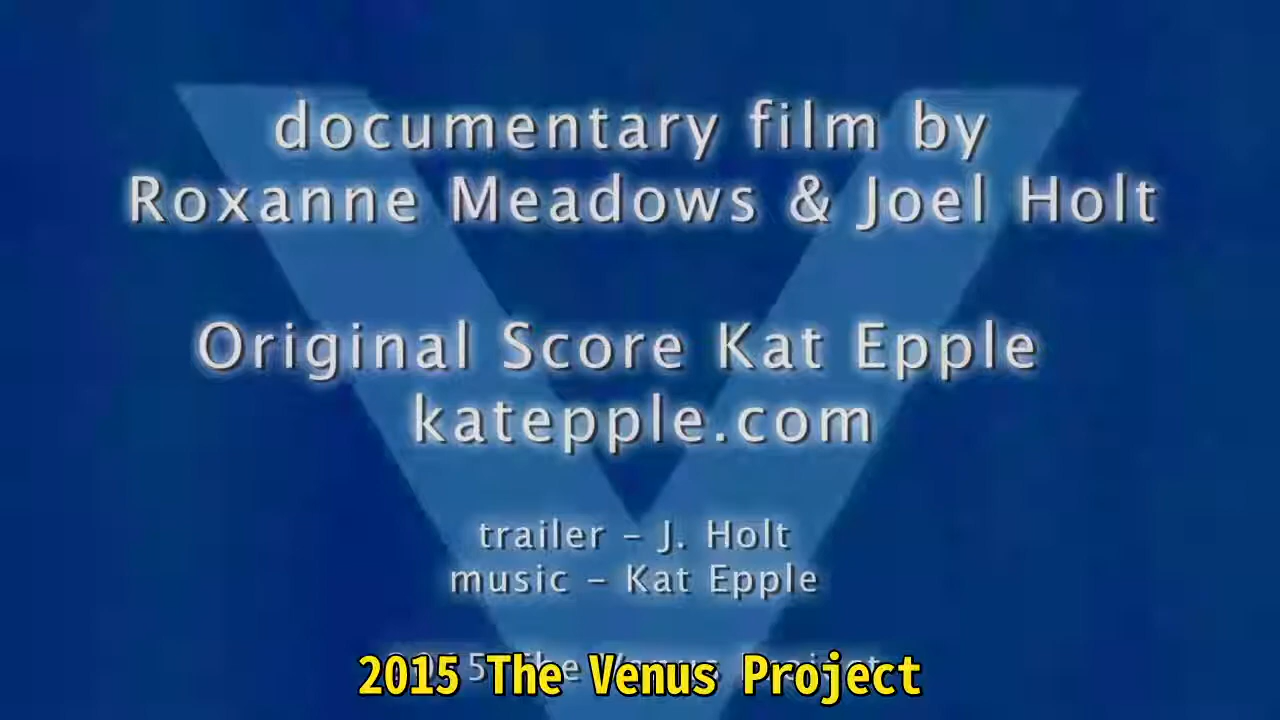 documentary film by
Roxanne Meadows & Joel Holt
Original Score Kat Epple
katepple.com
trailer – J. Holt
music – Kat Epple
2015 The Venus Project